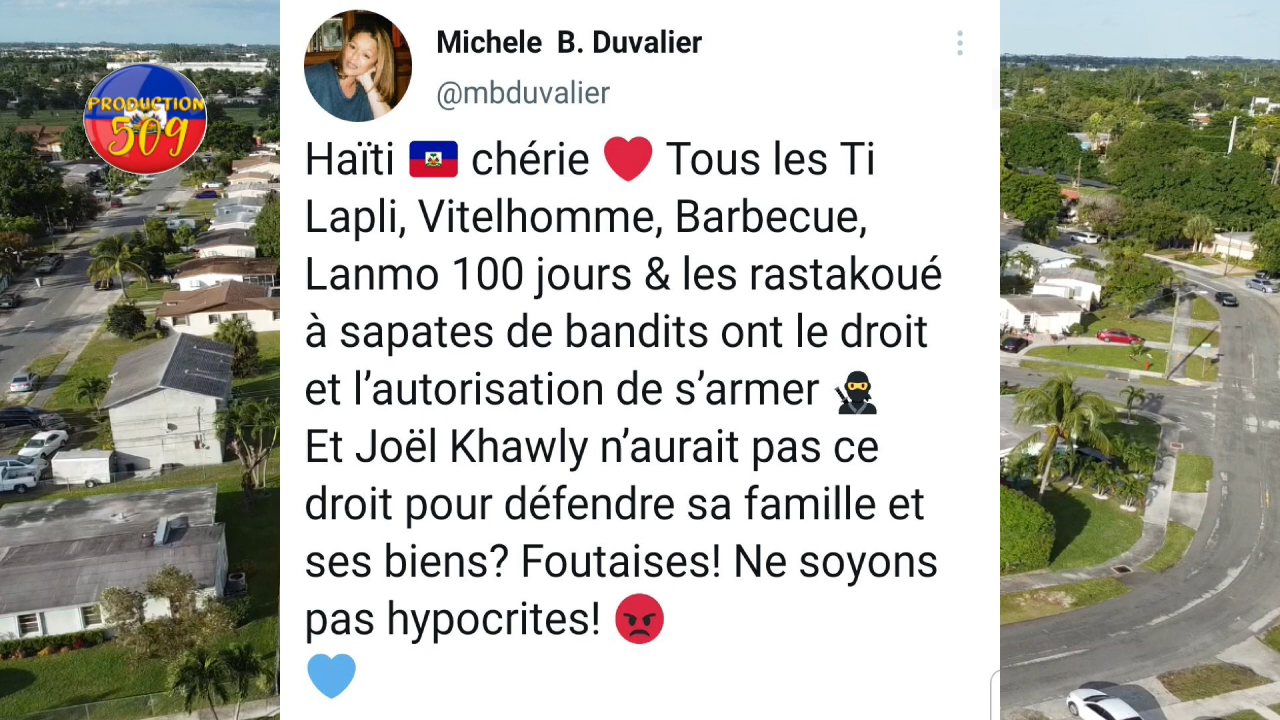 PRODUCTION
509
Michele B. Duvalier
@mbduvalier
Haïti 🇭🇹 chérie ❤️ Tous les Ti
Lapli, Vitelhomme, Barbecue,
Lanmo 100 jours & les rastakoué
à sapates de bandits ont le droit
et l’autorisation de s’armer 🥷
Et Joël Khawly n’aurait pas ce
droit pour défendre sa famille et
ses biens? Foutaises! Ne soyons
pas hypocrites! 😡
💙